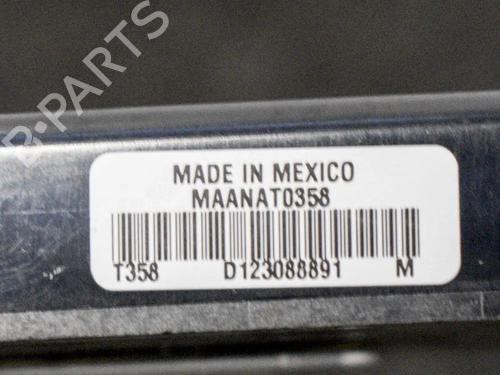 B-PARTS
MADE IN MEXICO
MAANAT0358
T358 D123088891 M